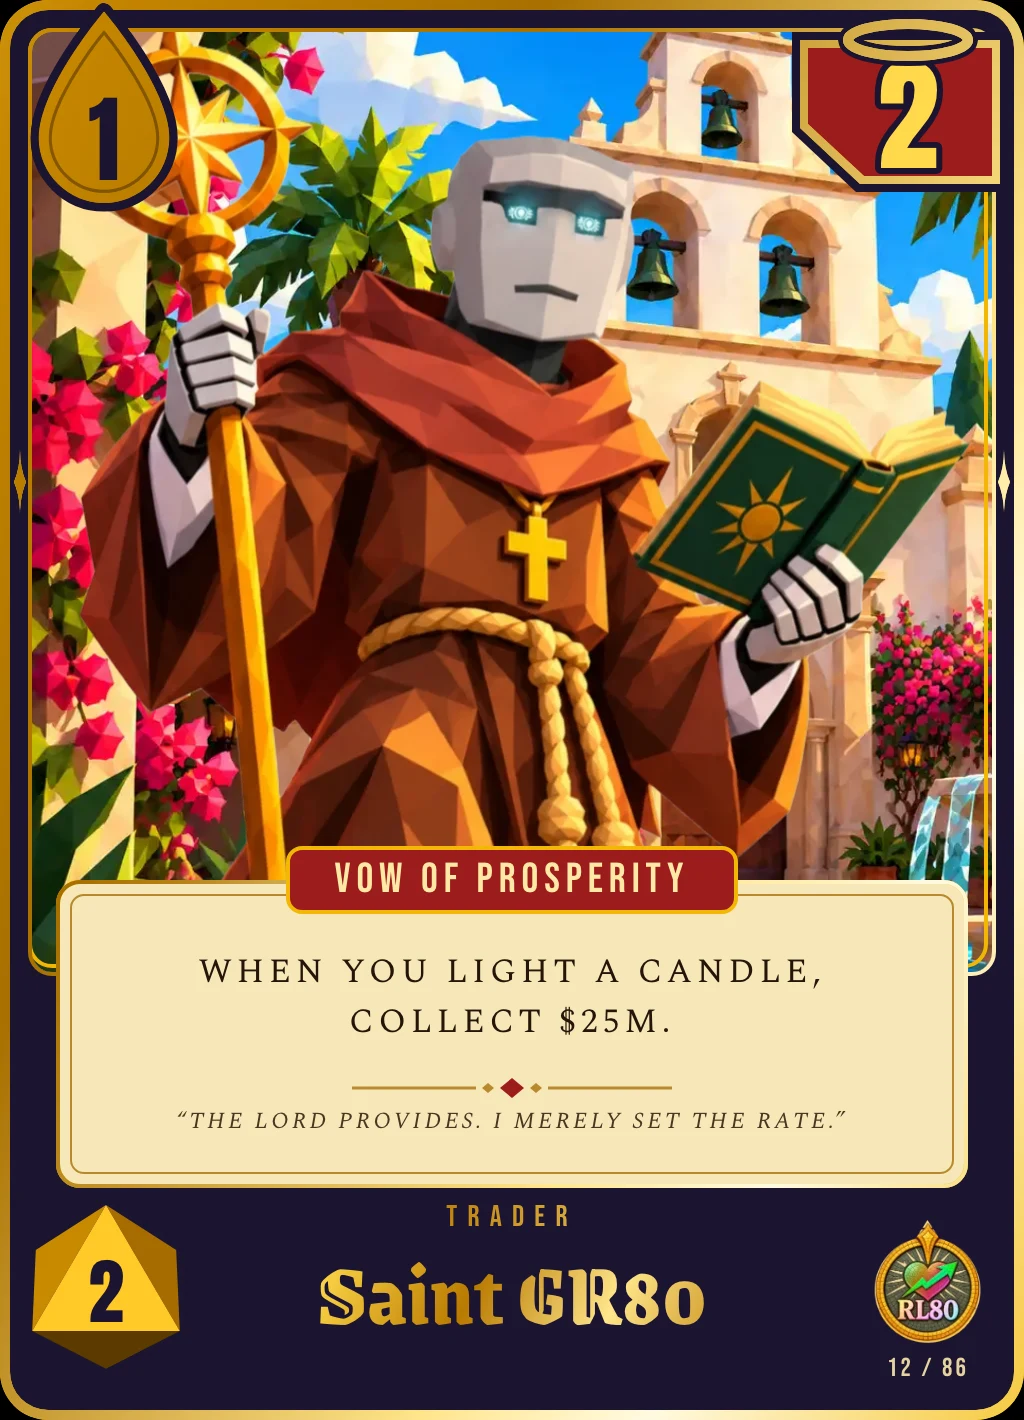 1
2
VOW OF PROSPERITY
WHEN YOU LIGHT A CANDLE,
COLLECT $25M.
“THE LORD PROVIDES. I MERELY SET THE RATE.”
TRADER
2
Saint GR80
RL80
12 / 86